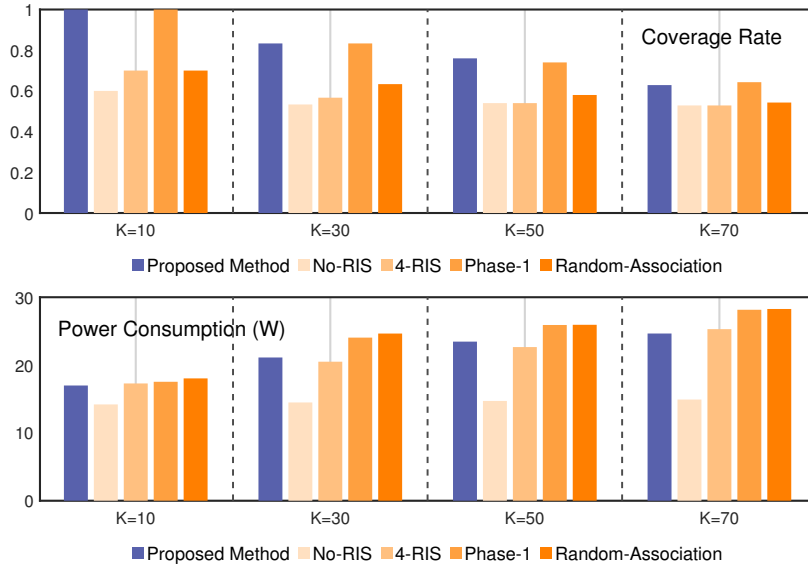 1
Coverage Rate
0.8
0.6
0.4
0.2
0
K=10 K=30 K=50 K=70
Proposed Method No-RIS 4-RIS Phase-1 Random-Association
30
Power Consumption (W)
20
10
0
K=10 K=30 K=50 K=70
Proposed Method No-RIS 4-RIS Phase-1 Random-Association